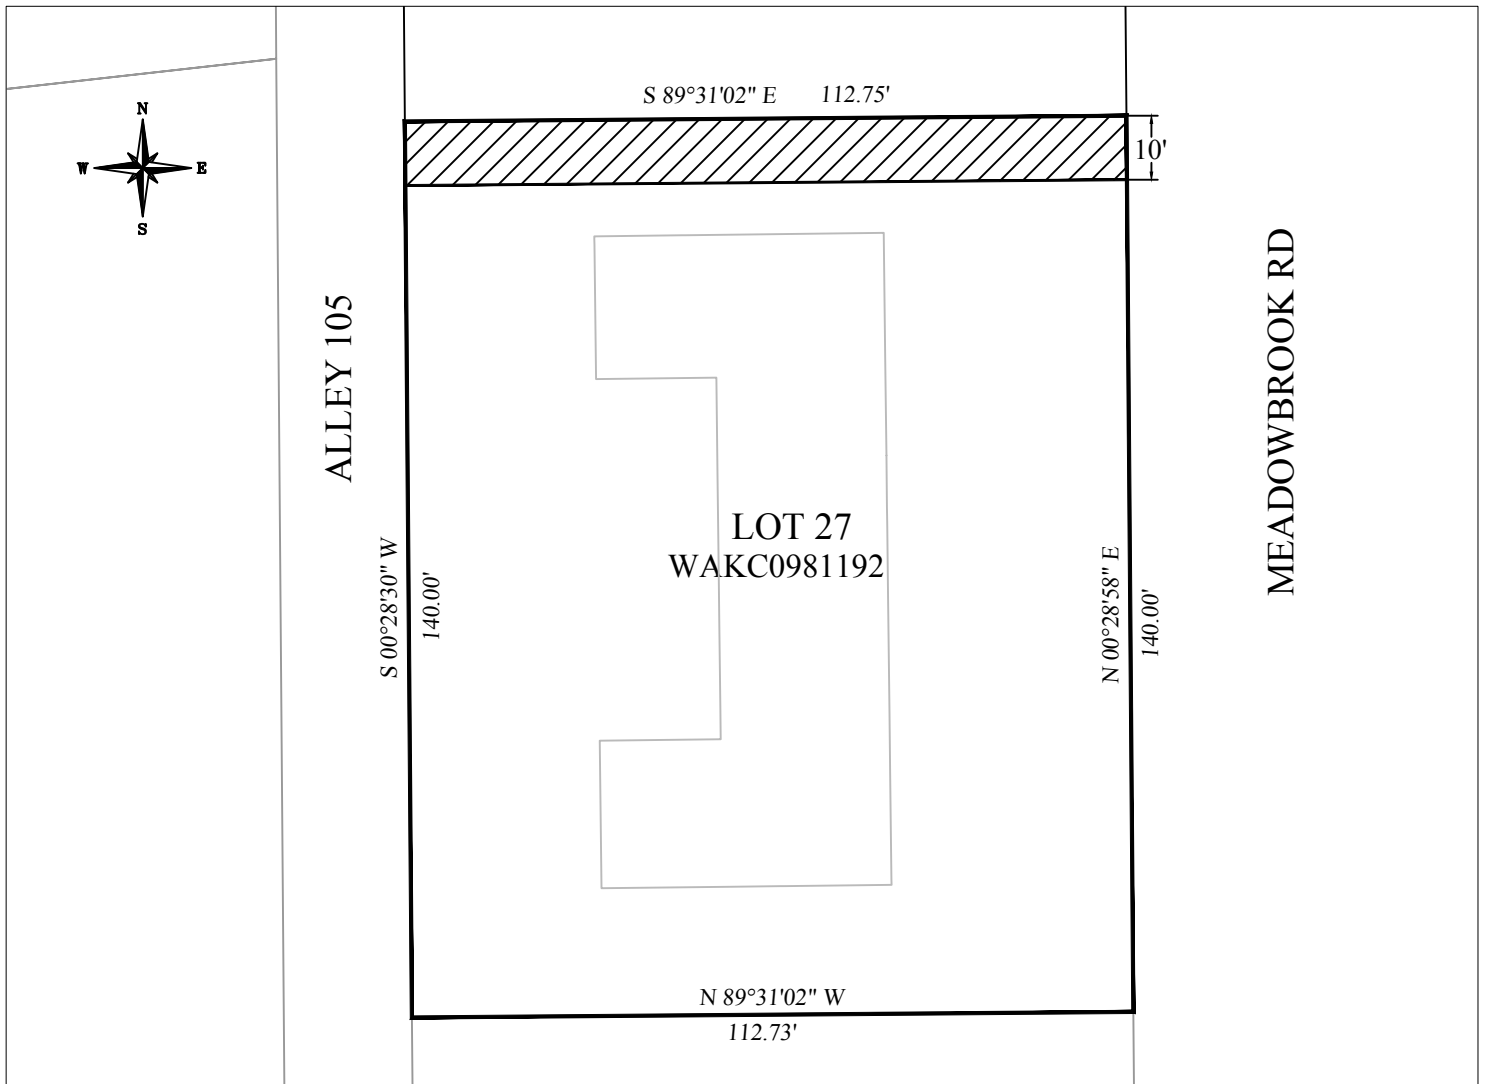 S 89°31'02" E 112.75'
N
W E
S
10'
ALLEY 105
MEADOWBROOK RD
LOT 27
WAKC0981192
S 00°28'30" W
140.00'
N 00°28'58" E
140.00'
N 89°31'02" W
112.73'